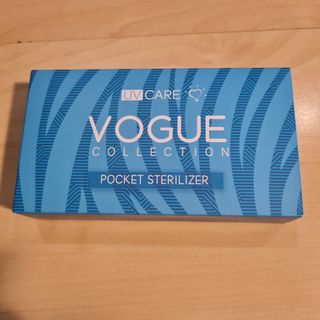 UV CARE
VOGUE
COLLECTION
POCKET STERILIZER